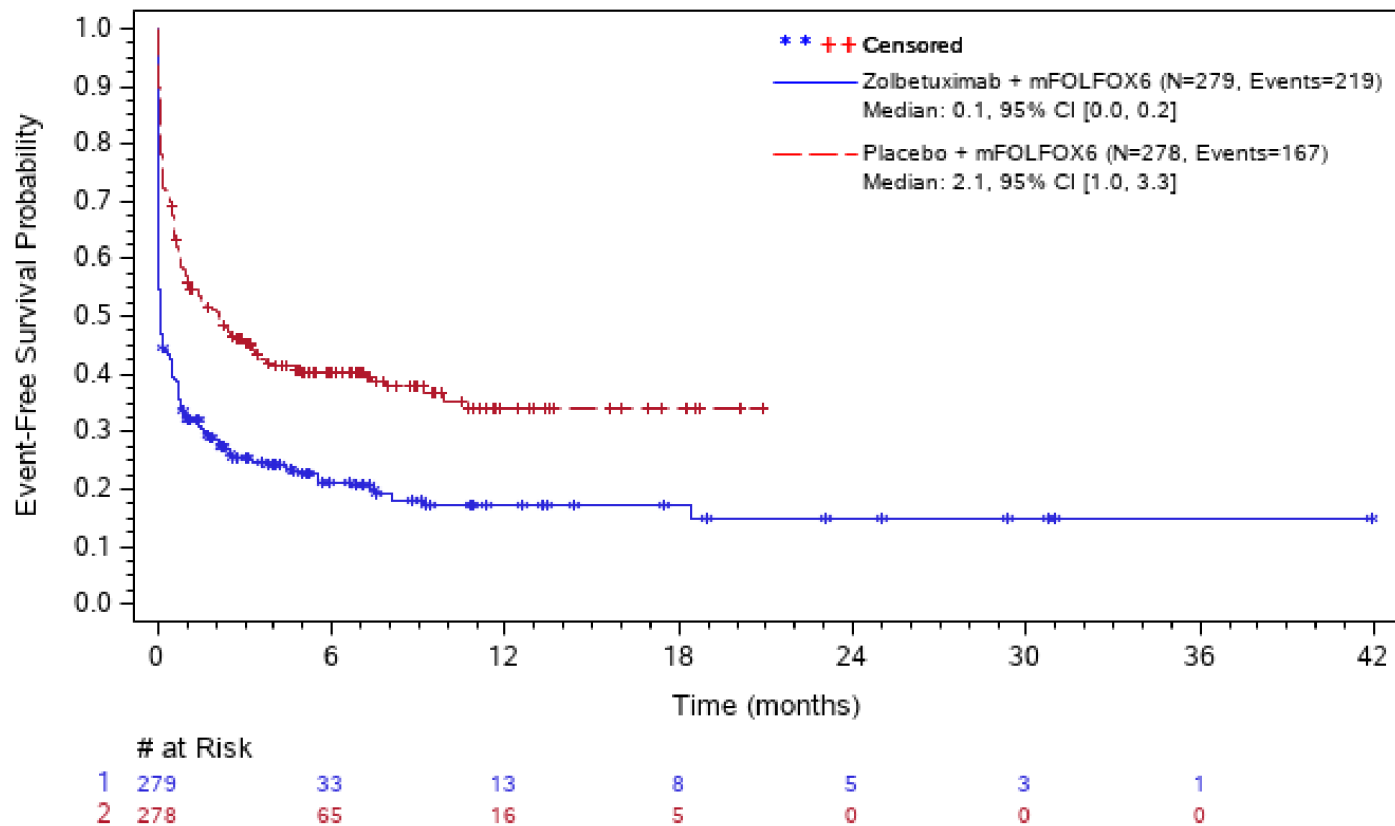 1.0
0.9
0.8
0.7
0.6
0.5
0.4
0.3
0.2
0.1
0.0
Event-Free Survival Probability
Censored
Zolbetuximab + mFOLFOX6 (N=279, Events=219)
Median: 0.1, 95% CI [0.0, 0.2]
Placebo + mFOLFOX6 (N=278, Events=167)
Median: 2.1, 95% CI [1.0, 3.3]
0 6 12 18 24 30 36 42
Time (months)
# at Risk
1 279 33 13 8 5 3 1
2 278 65 16 5 0 0 0